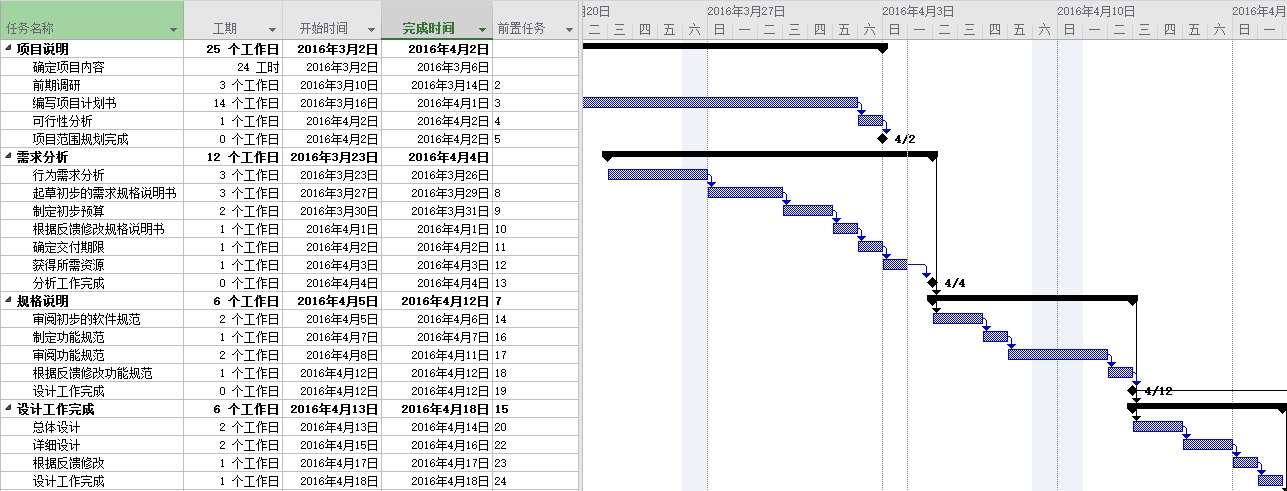 任务名称 工期 开始时间 完成时间 前置任务 月20日 2016年3月27日 2016年4月3日 2016年4月10日 2016年4月
二 三 四 六 二 三 四 五 六 日 一 二 三 四 五 六 日 二 三 四 日 一
项目说明 25 个工作日 2016年3月2日 2016年4月2日
确定项目内容 24 工时 2016年3月2日 2016年3月6日
前期调研 3 个工作日 2016年3月10日 2016年3月14日 2
编写项目计划书 14 个工作日 2016年3月16日 2016年4月1日 3
可行性分析 1 个工作日 2016年4月2日 2016年4月2日 4
项目范围规划完成 0 个工作日 2016年4月2日 2016年4月2日 5 4/2
需求分析 12 个工作日 2016年3月23日 2016年4月4日
行为需求分析 3 个工作日 2016年3月23日 2016年3月26日
起草初步的需求规格说明书 3 个工作日 2016年3月27日 2016年3月29日 8
制定初步预算 2 个工作日 2016年3月30日 2016年3月31日 9
根据反馈修改规格说明书 1 个工作日 2016年4月1日 2016年4月1日 10
确定交付期限 1 个工作日 2016年4月2日 2016年4月2日 11
获得所需资源 1 个工作日 2016年4月3日 2016年4月3日 12
分析工作完成 0 个工作日 2016年4月4日 2016年4月4日 13 4/4
规格说明 6 个工作日 2016年4月5日 2016年4月12日 7
审阅初步的软件规范 2 个工作日 2016年4月5日 2016年4月6日 14
制定功能规范 1 个工作日 2016年4月7日 2016年4月7日 16
审阅功能规范 2 个工作日 2016年4月8日 2016年4月11日 17
根据反馈修改功能规范 1 个工作日 2016年4月12日 2016年4月12日 18
设计工作完成 0 个工作日 2016年4月12日 2016年4月12日 19 4/12
设计工作完成 6 个工作日 2016年4月13日 2016年4月18日 15
总体设计 2 个工作日 2016年4月13日 2016年4月14日 20
详细设计 2 个工作日 2016年4月15日 2016年4月16日 22
根据反馈修改 1 个工作日 2016年4月17日 2016年4月17日 23
设计工作完成 1 个工作日 2016年4月18日 2016年4月18日 24